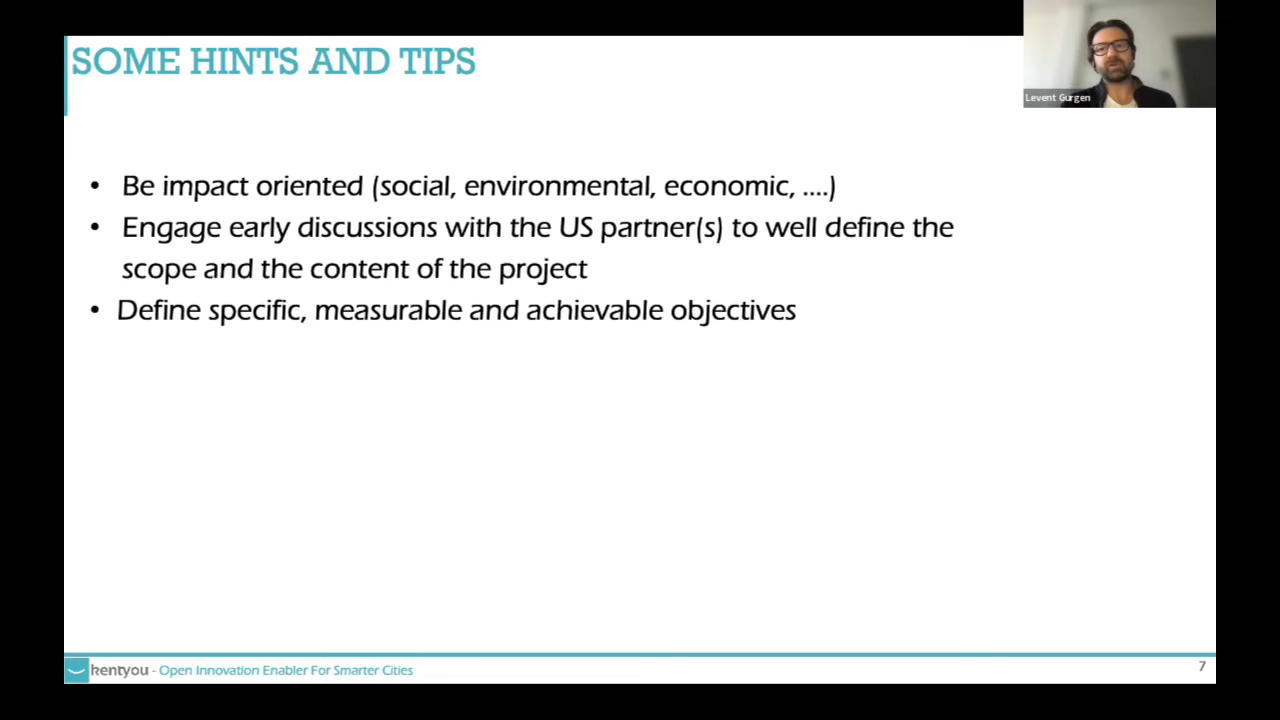 SOME HINTS AND TIPS
Levent Gurgen
• Be impact oriented (social, environmental, economic, ....)
• Engage early discussions with the US partner(s) to well define the
scope and the content of the project
• Define specific, measurable and achievable objectives
kentyou - Open Innovation Enabler For Smarter Cities
7